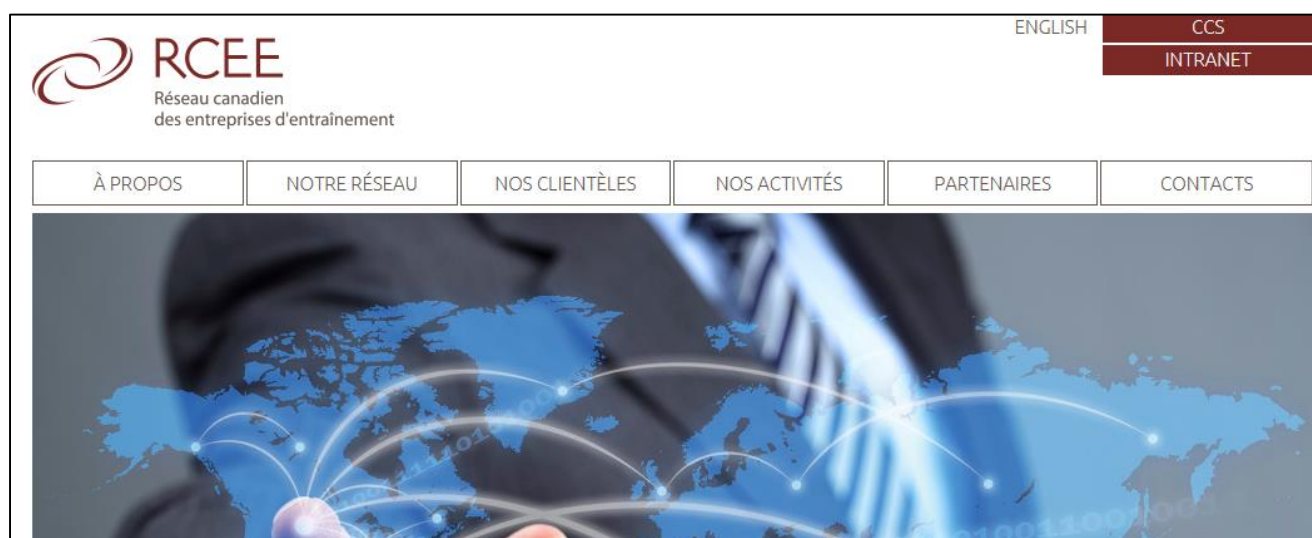 ENGLISH
CCS
INTRANET
RCEE
Réseau canadien
des entreprises d'entraînement
À PROPOS
NOTRE RÉSEAU
NOS CLIENTÈLES
NOS ACTIVITÉS
PARTENAIRES
CONTACTS